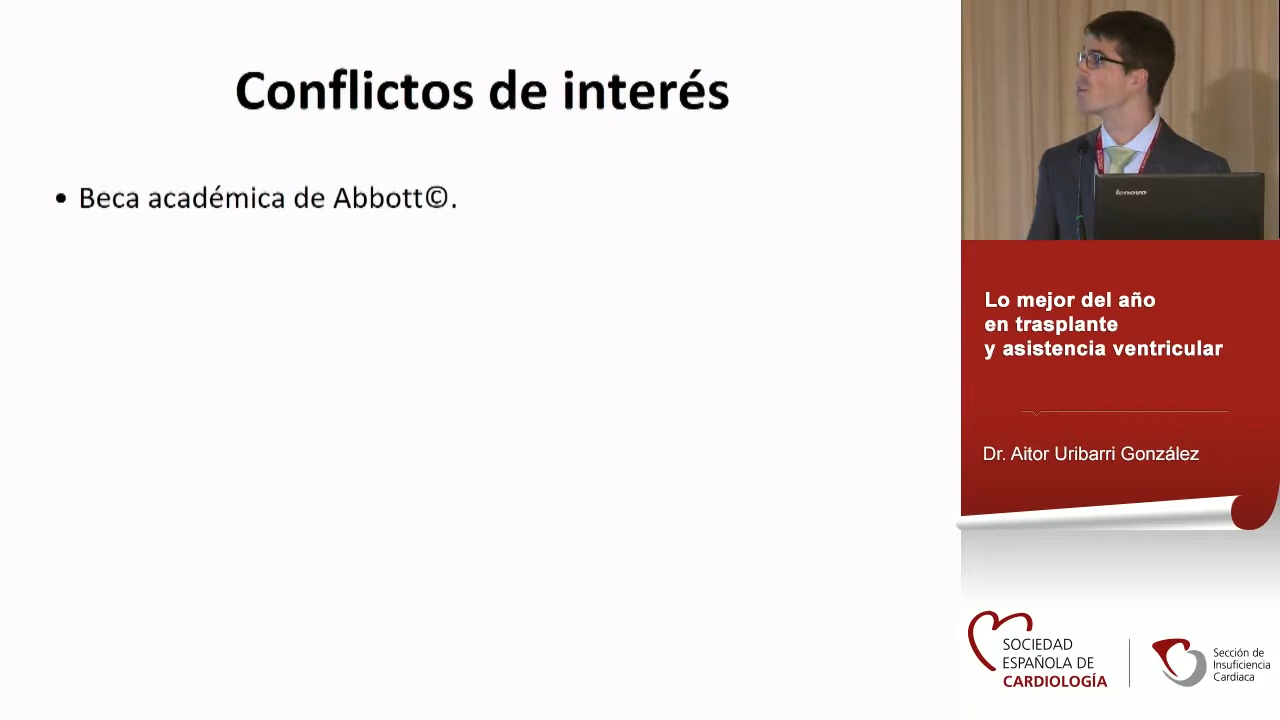 Conflictos de interés
• Beca académica de Abbott©.
lenovo
Lo mejor del año
en trasplante
y asistencia ventricular
Dr. Aitor Uribarri González
SOCIEDAD
ESPAÑOLA DE
CARDIOLOGÍA
Sección de
Insuficiencia
Cardiaca